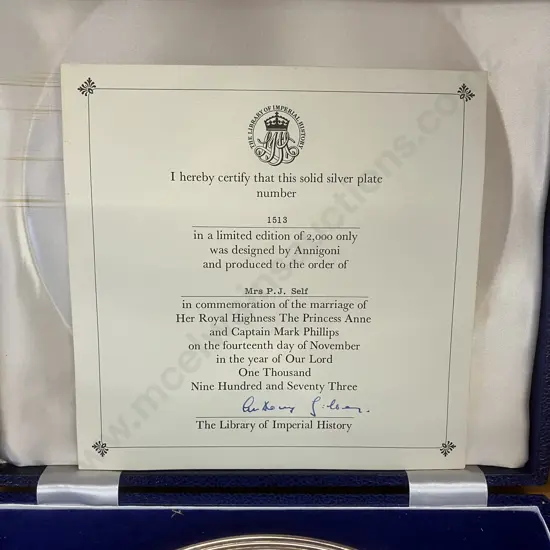 THE LIBRARY OF IMPERIAL HISTORY
I hereby certify that this solid silver plate
number
1513
in a limited edition of 2,000 only
was designed by Annigoni
and produced to the order of
Mrs P.J. Self
in commemoration of the marriage of
Her Royal Highness The Princess Anne
and Captain Mark Phillips
on the fourteenth day of November
in the year of Our Lord
One Thousand
Nine Hundred and Seventy Three
The Library of Imperial History